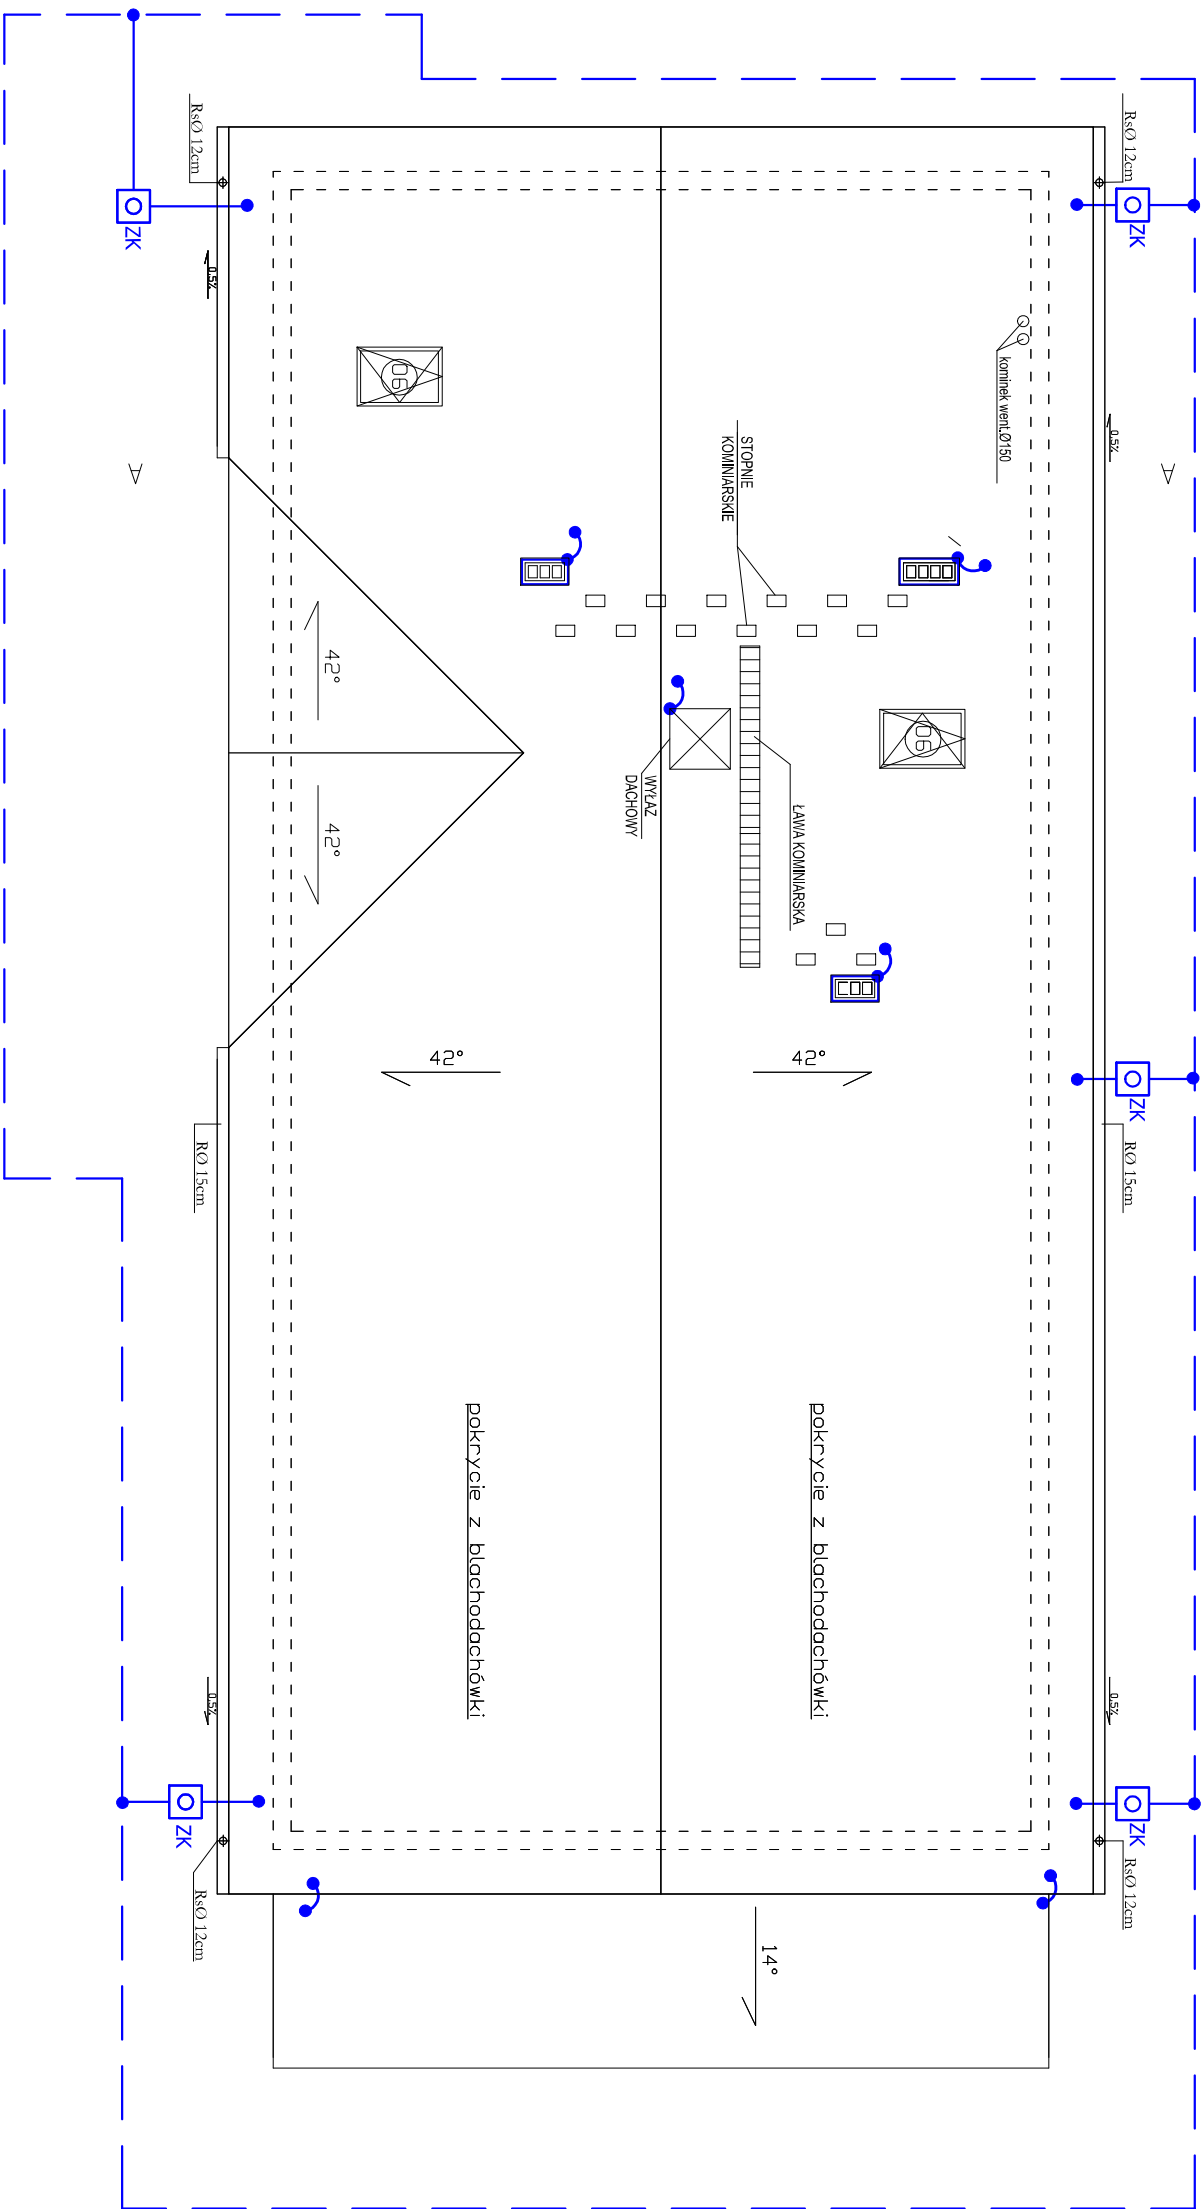 RsØ 12cm
RsØ 12cm
ZK
ZK
0.5%
0.5%
kominek went.Ø150
06
STOPNIE
KOMINIARSKIE
A
A
42°
42°
06
WYŁAZ
DACHOWY
ŁAWA KOMINIARSKA
42°
42°
ZK
RØ 15cm
RØ 15cm
pokrycie z blachodachówki
pokrycie z blachodachówki
0.5%
0.5%
ZK
ZK
RsØ 12cm
RsØ 12cm
14°